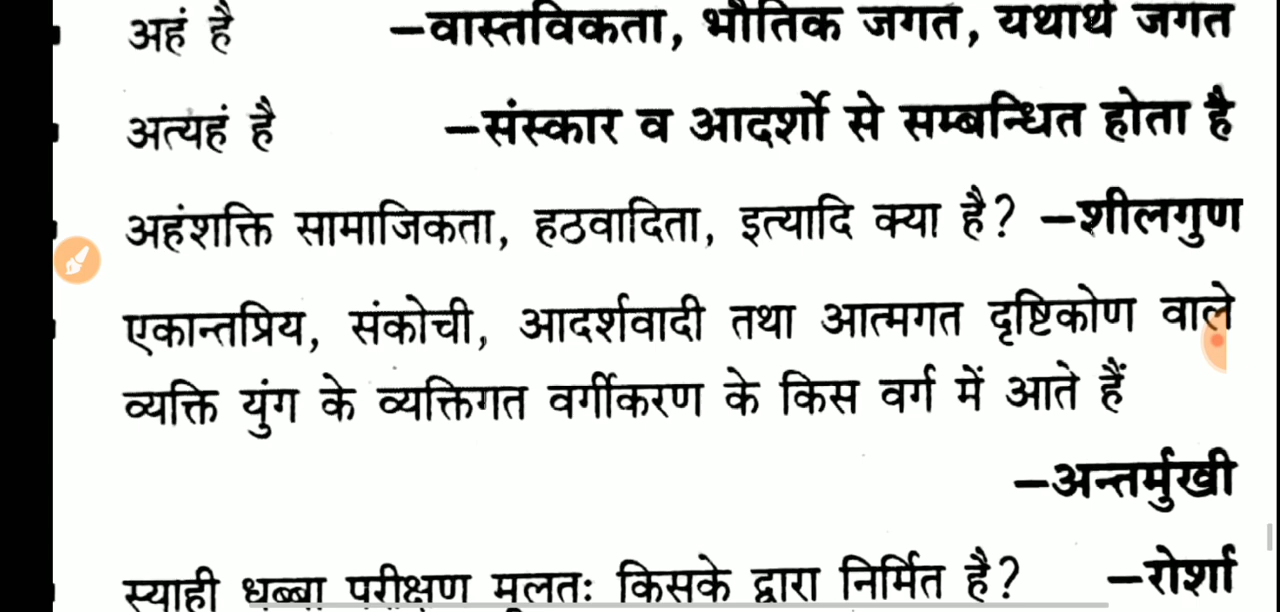 अहं है –वास्तविकता, भौतिक जगत, यथार्थ जगत
अत्यहं है –संस्कार व आदर्शो से सम्बन्धित होता है
अहंशक्ति सामाजिकता, हठवादिता, इत्यादि क्या है? –शीलगुण
एकान्तप्रिय, संकोची, आदर्शवादी तथा आत्मगत दृष्टिकोण वाले
व्यक्ति युंग के व्यक्तिगत वर्गीकरण के किस वर्ग में आते हैं
–अन्तर्मुखी
स्याही धब्बा परीक्षण मूलतः किसके द्वारा निर्मित है? –रोर्शा